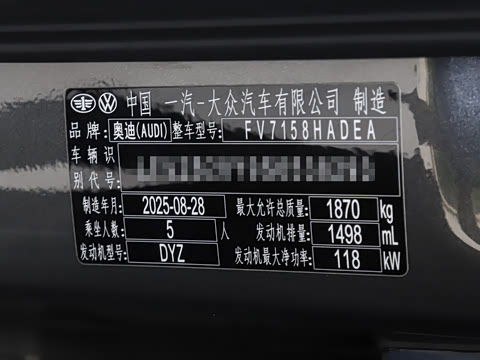 中国 一汽-大众汽车有限公司 制造
品牌: 奥迪(AUDI) 整车型号: FV7158HADEA
车辆识
别代号:
制造年月: 2025-08-28 最大允许总质量: 1870 kg
乘坐人数: 5 人 发动机排量: 1498 mL
发动机型号: DYZ 发动机最大净功率: 118 kW